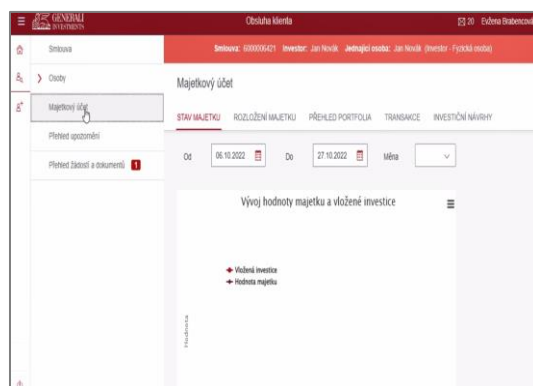 GENERALI
INVESTMENTS
Obsluha klienta
20 Evžena Brabencová
Smlouva
Smlouva: 6000006421 Investor: Jan Novák Jednající osoba: Jan Novák (Investor - Fyzická osoba)
Osoby
Majetkový účet
Majetkový účet
STAV MAJETKU ROZLOŽENÍ MAJETKU PŘEHLED PORTFOLIA TRANSAKCE INVESTIČNÍ NÁVRHY
Přehled upozornění
Přehled žádostí a dokumentů 1
Od 06.10.2022 Do 27.10.2022 Měna
Vývoj hodnoty majetku a vložené investice
Vložená investice
Hodnota majetku
Hodnota